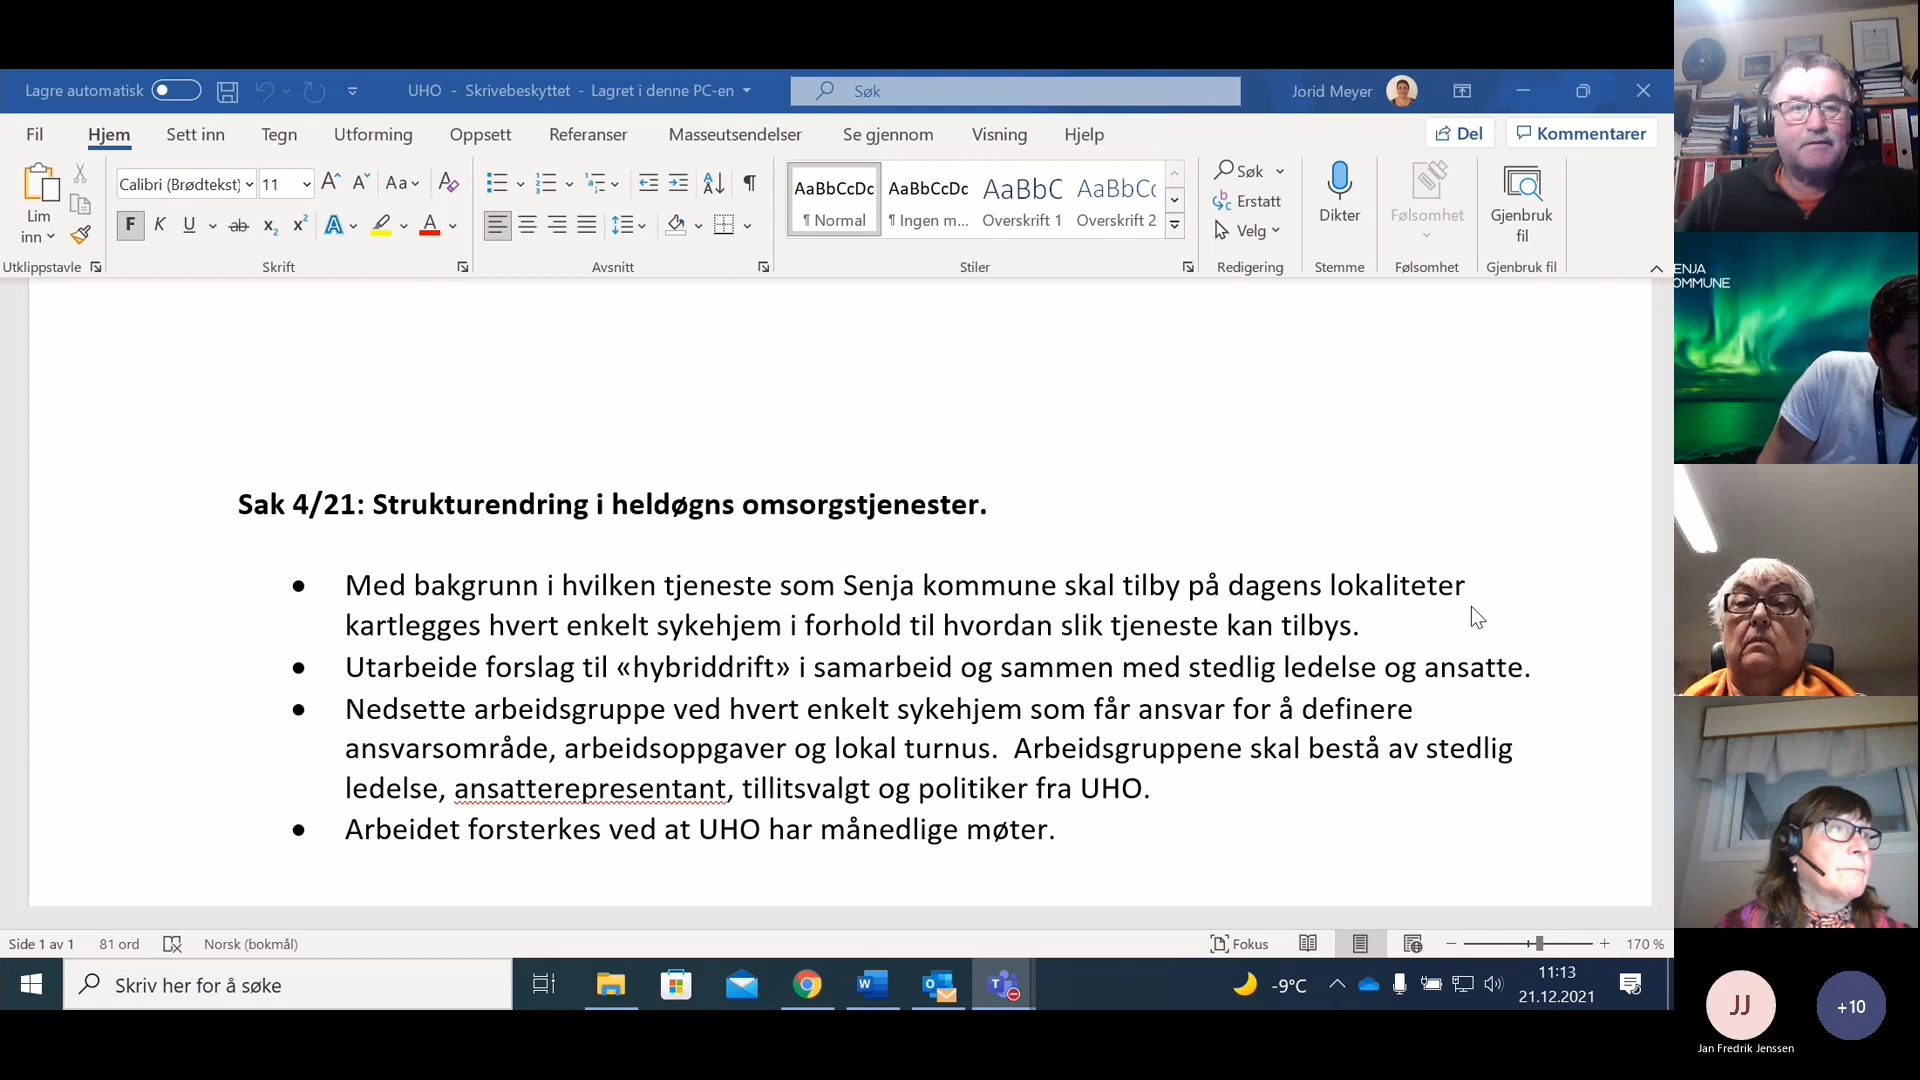 Lagre automatisk
UHO - Skrivebeskyttet - Lagret i denne PC-en
Søk
Jorid Meyer
Fil Hjem Sett inn Tegn Utforming Oppsett Referanser Masseutsendelser Se gjennom Visning Hjelp
Del Kommentarer
Lim inn
Calibri (Brødtekst) 11
Aa
F K U ab x₂ x² A A
AaBbCcDc AaBbCcDc AaBbC AaBbCc
¶ Normal ¶ Ingen m... Overskrift 1 Overskrift 2
Søk
Erstatt
Velg
Dikter
Følsomhet
Gjenbruk fil
Utklippstavle Skrift Avsnitt Stiler Redigering Stemme Følsomhet Gjenbruk fil
Sak 4/21: Strukturendring i heldøgns omsorgstjenester.
• Med bakgrunn i hvilken tjeneste som Senja kommune skal tilby på dagens lokaliteter
kartlegges hvert enkelt sykehjem i forhold til hvordan slik tjeneste kan tilbys.
• Utarbeide forslag til «hybriddrift» i samarbeid og sammen med stedlig ledelse og ansatte.
• Nedsette arbeidsgruppe ved hvert enkelt sykehjem som får ansvar for å definere
ansvarsområde, arbeidsoppgaver og lokal turnus.  Arbeidsgruppene skal bestå av stedlig
ledelse, ansatterepresentant, tillitsvalgt og politiker fra UHO.
• Arbeidet forsterkes ved at UHO har månedlige møter.
Side 1 av 1 81 ord Norsk (bokmål)
Fokus
170 %
Skriv her for å søke
-9°C
11:13
21.12.2021
ENJA
OMMUNE
JJ
+10
Jan Fredrik Jenssen